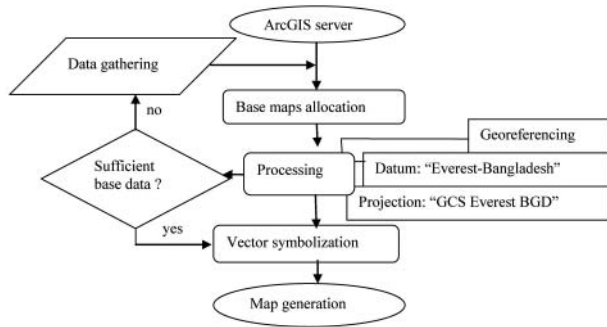 ArcGIS server
Data gathering
Base maps allocation
no
Georeferencing
Sufficient
base data ?
Processing
Datum: “Everest-Bangladesh”
Projection: “GCS Everest BGD”
yes
Vector symbolization
Map generation